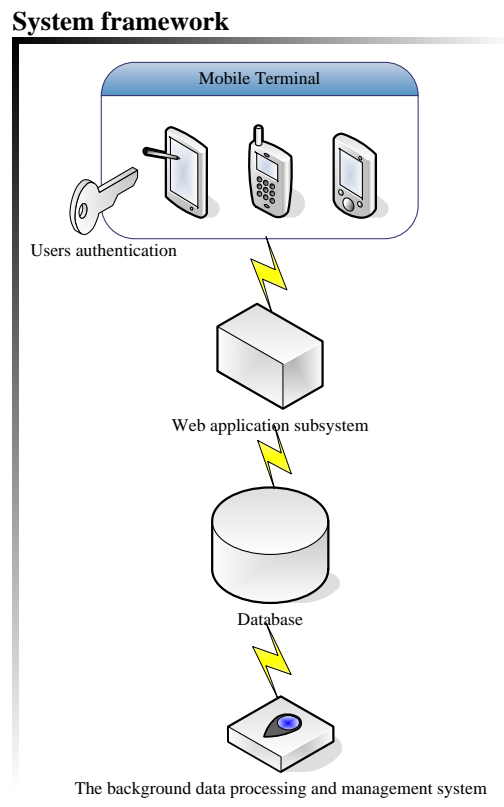 System framework
Mobile Terminal
Users authentication
Web application subsystem
Database
The background data processing and management system